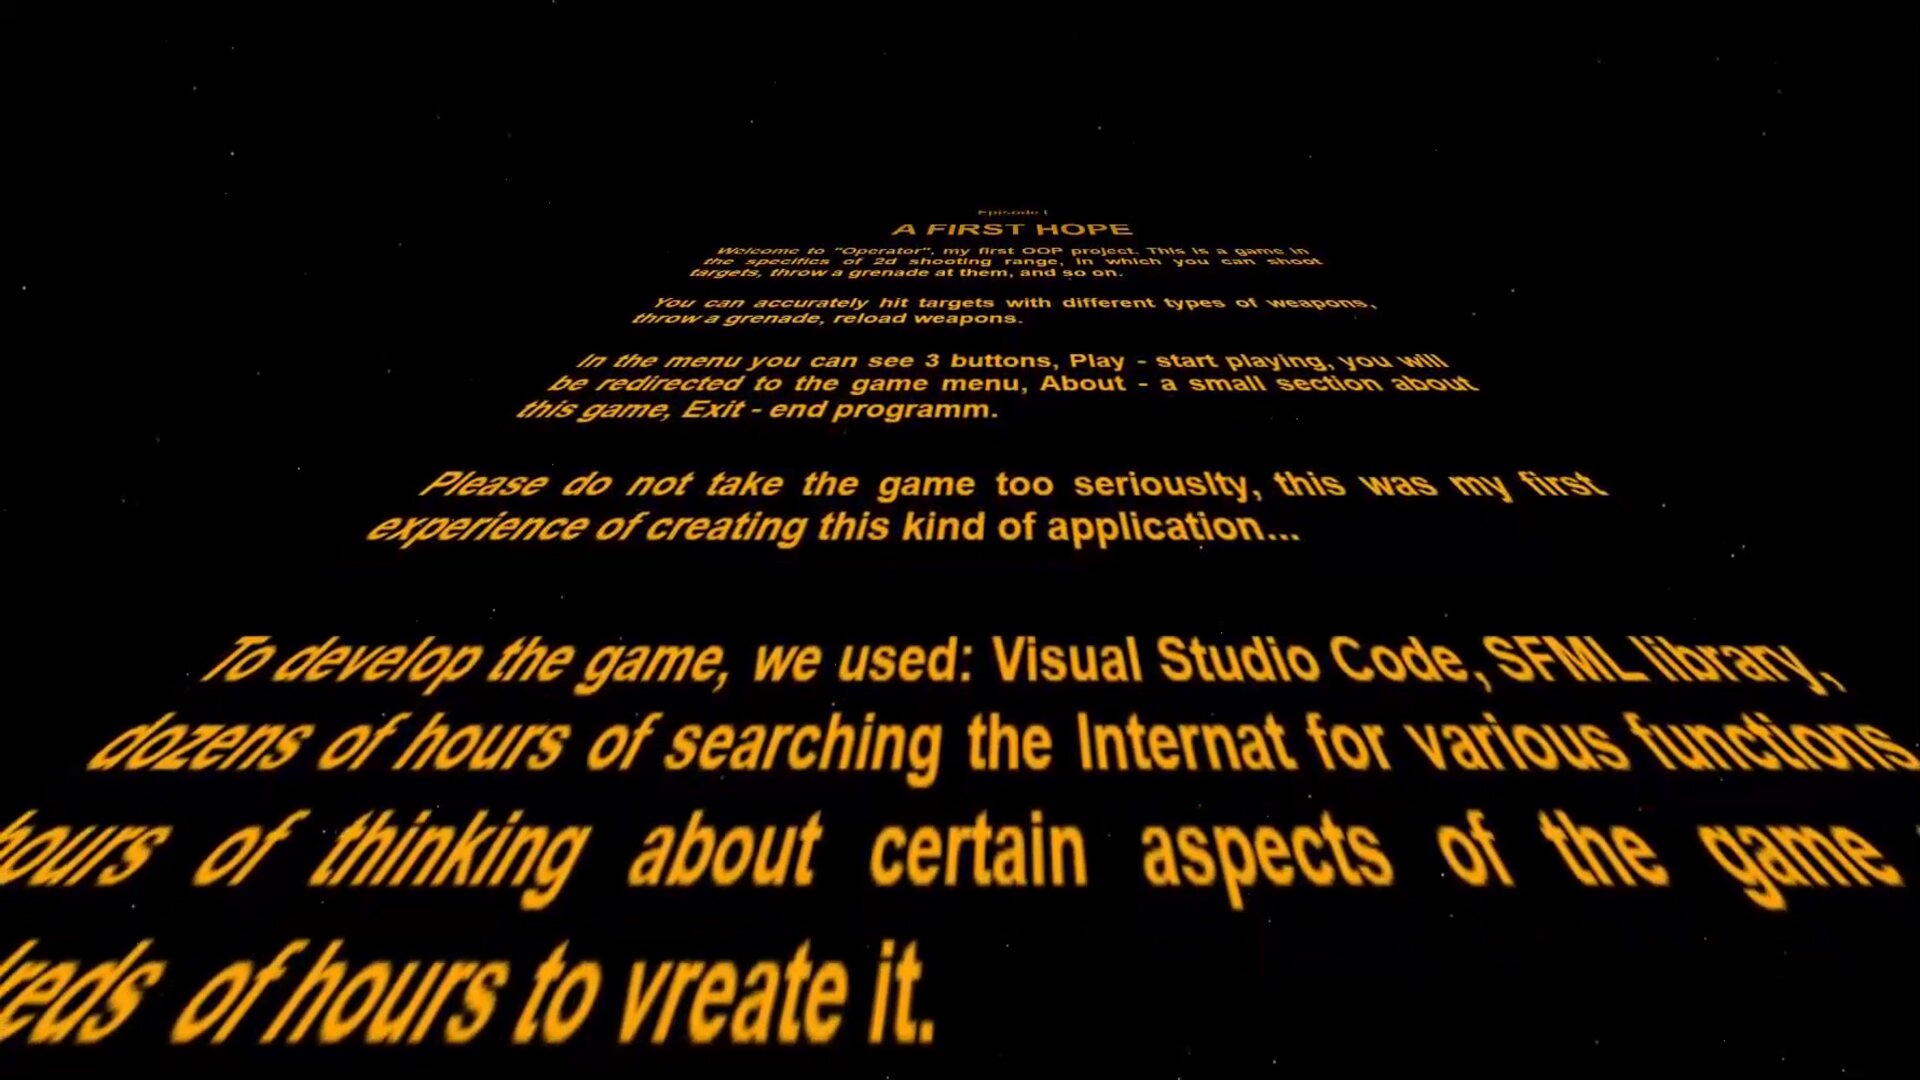 Episode I
A FIRST HOPE
Welcome to "Operator", my first OOP project. This is a game in
the specifics of 2d shooting range, in which you can shoot
targets, throw a grenade at them, and so on.
You can accurately hit targets with different types of weapons,
throw a grenade, reload weapons.
In the menu you can see 3 buttons, Play - start playing, you will
be redirected to the game menu, About - a small section about
this game, Exit - end programm.
Please do not take the game too seriouslty, this was my first
experience of creating this kind of application...
To develop the game, we used: Visual Studio Code, SFML library,
dozens of hours of searching the Internat for various functions
hours of thinking about certain aspects of the game
of hours to vreate it.